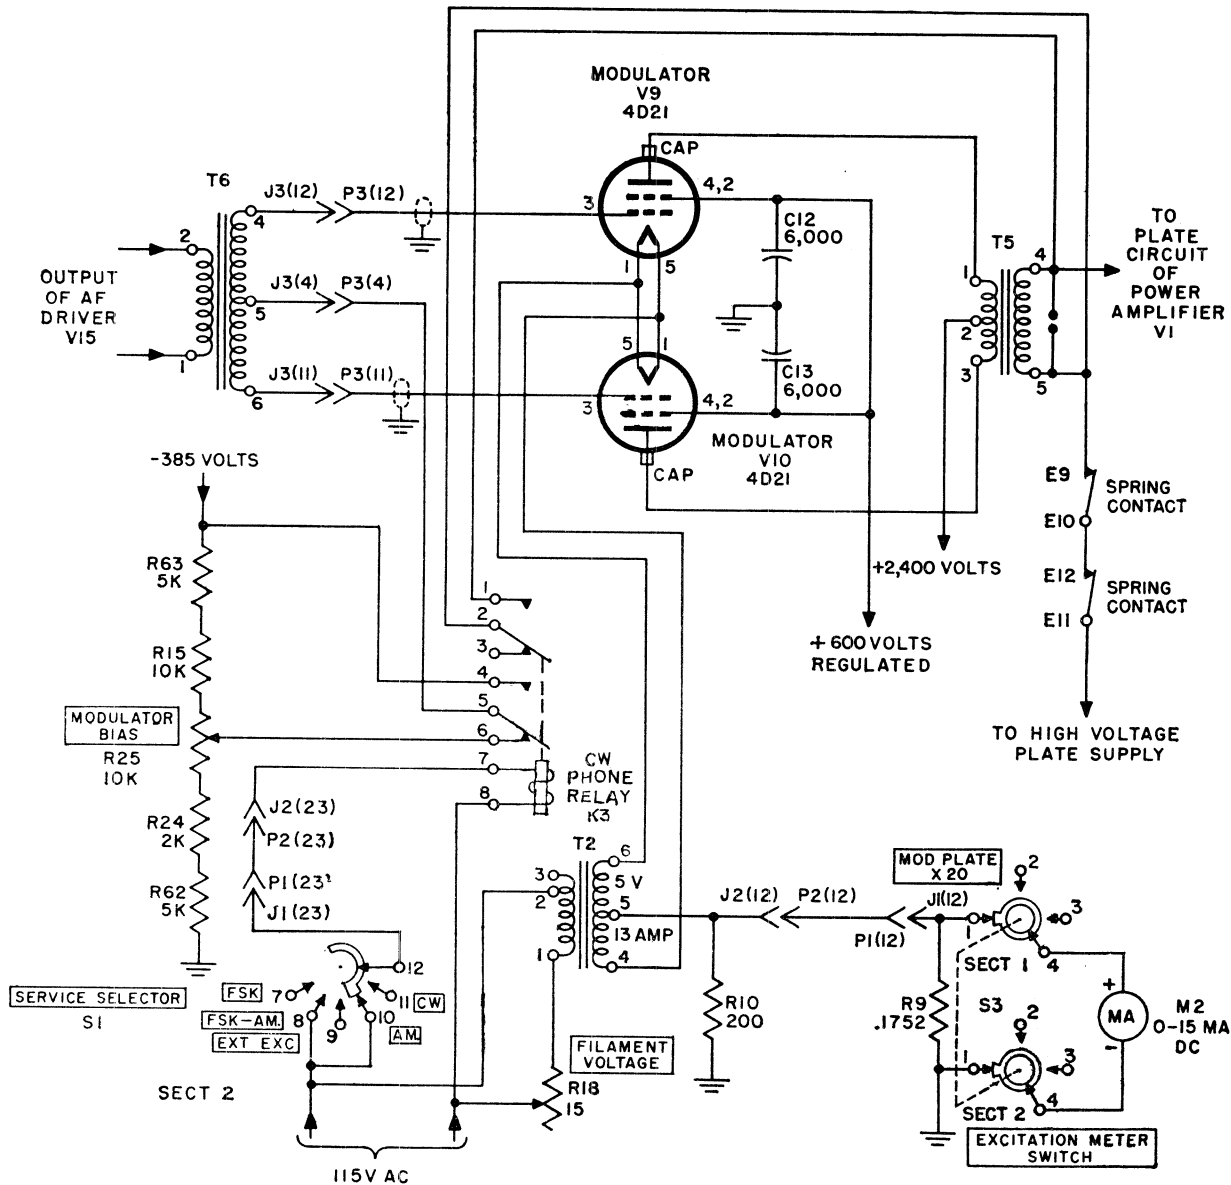 MODULATOR
V9
4D21
CAP
T6
J3(12) P3(12)
3
4,2
4
2
C12
6,000
TO
PLATE
CIRCUIT
OF
POWER
AMPLIFIER
V1
T5
4
1
1 5
J3(4) P3(4)
OUTPUT
OF AF
DRIVER
V15
5
2
5 1
1
J3(11) P3(11)
C13
6,000
3
5
6
3
4,2
MODULATOR
V10
4D21
CAP
-385 VOLTS
E9
SPRING
CONTACT
E10
R63
5K
+2,400 VOLTS
E12
SPRING
CONTACT
E11
1
2
3
+600 VOLTS
REGULATED
R15
10K
4
5
MODULATOR
BIAS
R25
10K
6
TO HIGH VOLTAGE
PLATE SUPPLY
7
CW
PHONE
RELAY
K3
8
J2(23)
P2(23)
R24
2K
T2
6
5 V
5
13 AMP
4
3
2
1
P1(23)
J1(23)
R62
5K
MOD PLATE
X 20
2
J2(12) P2(12)
J1(12)
P1(12)
3
1
4
SECT 1
12
SERVICE SELECTOR
S1
FSK
7
11
CW
8
FSK-AM.
EXT EXC
9
10
AM.
R10
200
R9
.1752
S3
2
+
MA
-
M2
0-15 MA
DC
1
3
4
SECT 2
FILAMENT
VOLTAGE
R18
15
SECT 2
EXCITATION METER
SWITCH
115V AC